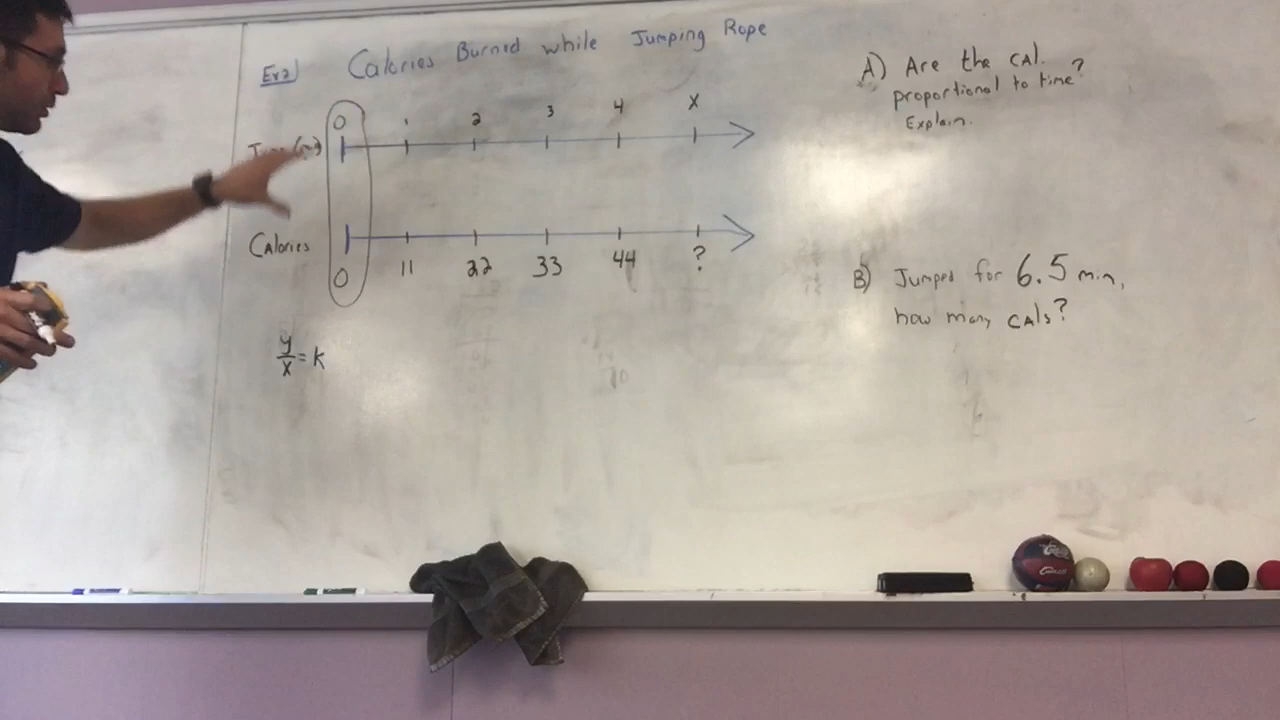 Ex2) Calories Burned while Jumping Rope
0 1 2 3 4 x
Calories
0 11 22 33 44 ?
y/x = k
A) Are the CAL.
proportional to time?
Explain.
B) Jumped for 6.5 min,
how many CAls?